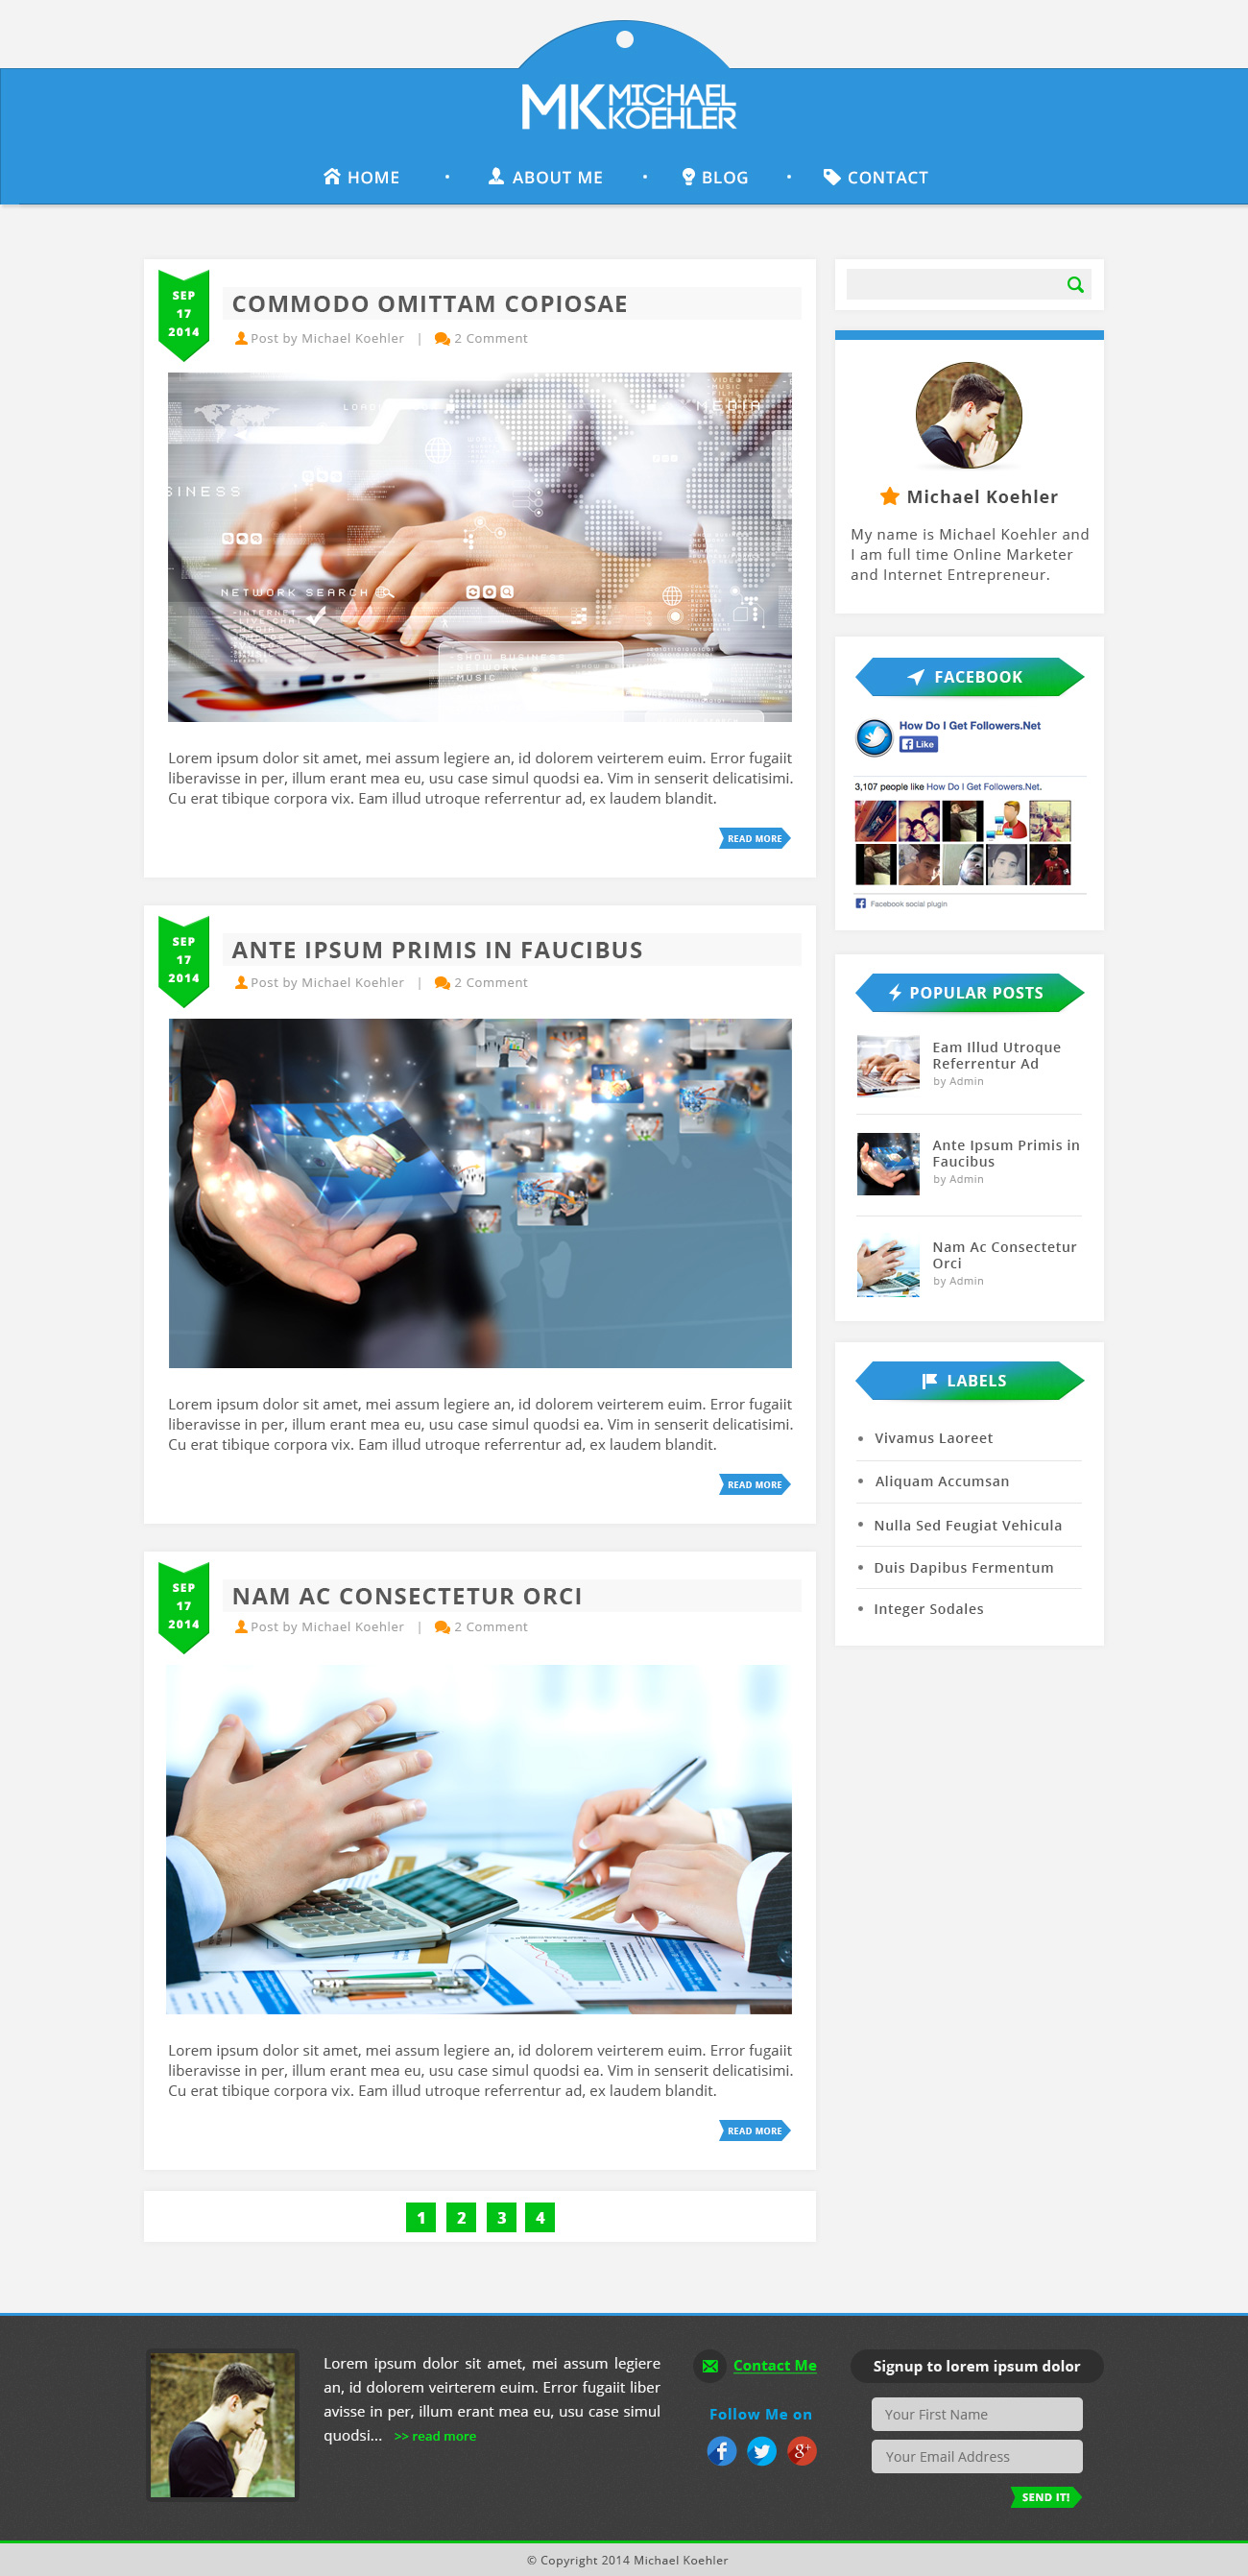 MK MICHAEL
KOEHLER
HOME • ABOUT ME • BLOG • CONTACT
SEP
17
2014
COMMODO OMITTAM COPIOSAE
Post by Michael Koehler | 2 Comment
MEDIA
BUSINESS
NETWORK SEARCH
-INTERNET
-LIVE CHAT
-MEDIA
-BUSINESS
-SHOW BUSINESS
-NETWORK
-MUSIC
Lorem ipsum dolor sit amet, mei assum legiere an, id dolorem veirterem euim. Error fugaiit
liberavisse in per, illum erant mea eu, usu case simul quodsi ea. Vim in senserit delicatisimi.
Cu erat tibique corpora vix. Eam illud utroque referrentur ad, ex laudem blandit.
READ MORE
SEP
17
2014
ANTE IPSUM PRIMIS IN FAUCIBUS
Post by Michael Koehler | 2 Comment
Lorem ipsum dolor sit amet, mei assum legiere an, id dolorem veirterem euim. Error fugaiit
liberavisse in per, illum erant mea eu, usu case simul quodsi ea. Vim in senserit delicatisimi.
Cu erat tibique corpora vix. Eam illud utroque referrentur ad, ex laudem blandit.
READ MORE
SEP
17
2014
NAM AC CONSECTETUR ORCI
Post by Michael Koehler | 2 Comment
Lorem ipsum dolor sit amet, mei assum legiere an, id dolorem veirterem euim. Error fugaiit
liberavisse in per, illum erant mea eu, usu case simul quodsi ea. Vim in senserit delicatisimi.
Cu erat tibique corpora vix. Eam illud utroque referrentur ad, ex laudem blandit.
READ MORE
1 2 3 4
Michael Koehler
My name is Michael Koehler and
I am full time Online Marketer
and Internet Entrepreneur.
FACEBOOK
How Do I Get Followers.Net
Like
3,107 people like How Do I Get Followers.Net.
Facebook social plugin
POPULAR POSTS
Eam Illud Utroque
Referrentur Ad
by Admin
Ante Ipsum Primis in
Faucibus
by Admin
Nam Ac Consectetur
Orci
by Admin
LABELS
• Vivamus Laoreet
• Aliquam Accumsan
• Nulla Sed Feugiat Vehicula
• Duis Dapibus Fermentum
• Integer Sodales
Lorem ipsum dolor sit amet, mei assum legiere
an, id dolorem veirterem euim. Error fugaiit liber
avisse in per, illum erant mea eu, usu case simul
quodsi... >> read more
Contact Me
Follow Me on
Signup to lorem ipsum dolor
Your First Name
Your Email Address
SEND IT!
© Copyright 2014 Michael Koehler